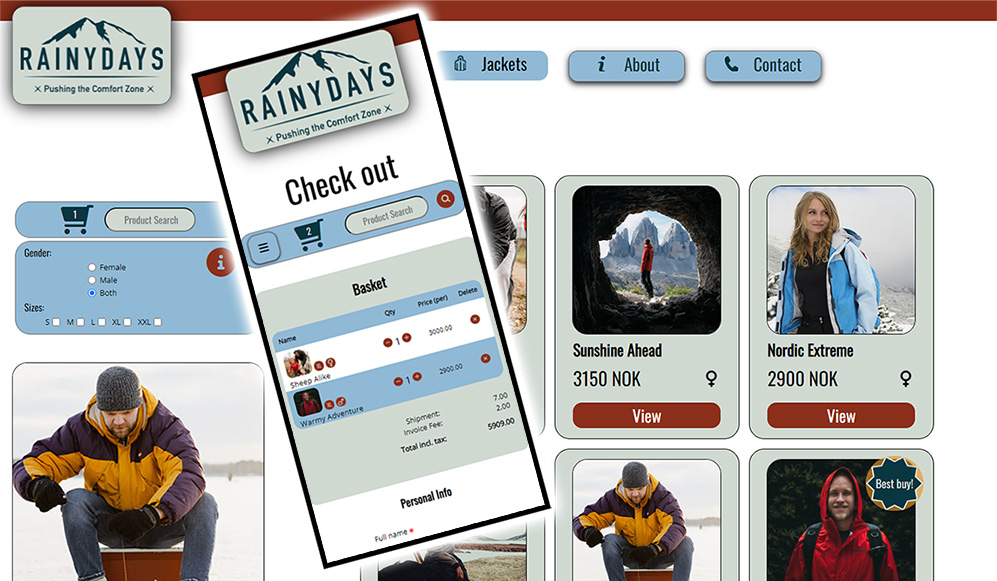 RAINYDAYS
Pushing the Comfort Zone
Jackets
About
Contact
1
Product Search
Gender:
Female
Male
Both
Sizes:
S M L XL XXL
RAINYDAYS
Pushing the Comfort Zone
Check out
2
Product Search
Basket
Name Qty Price (per) Delete
1 3000.00
Sheep Alike
1 2900.00
Warmy Adventure
Shipment: 7.00
Invoice Fee: 2.00
Total incl. tax: 5909.00
Personal Info
Full name *
Sunshine Ahead
3150 NOK
View
Nordic Extreme
2900 NOK
View
Best buy!